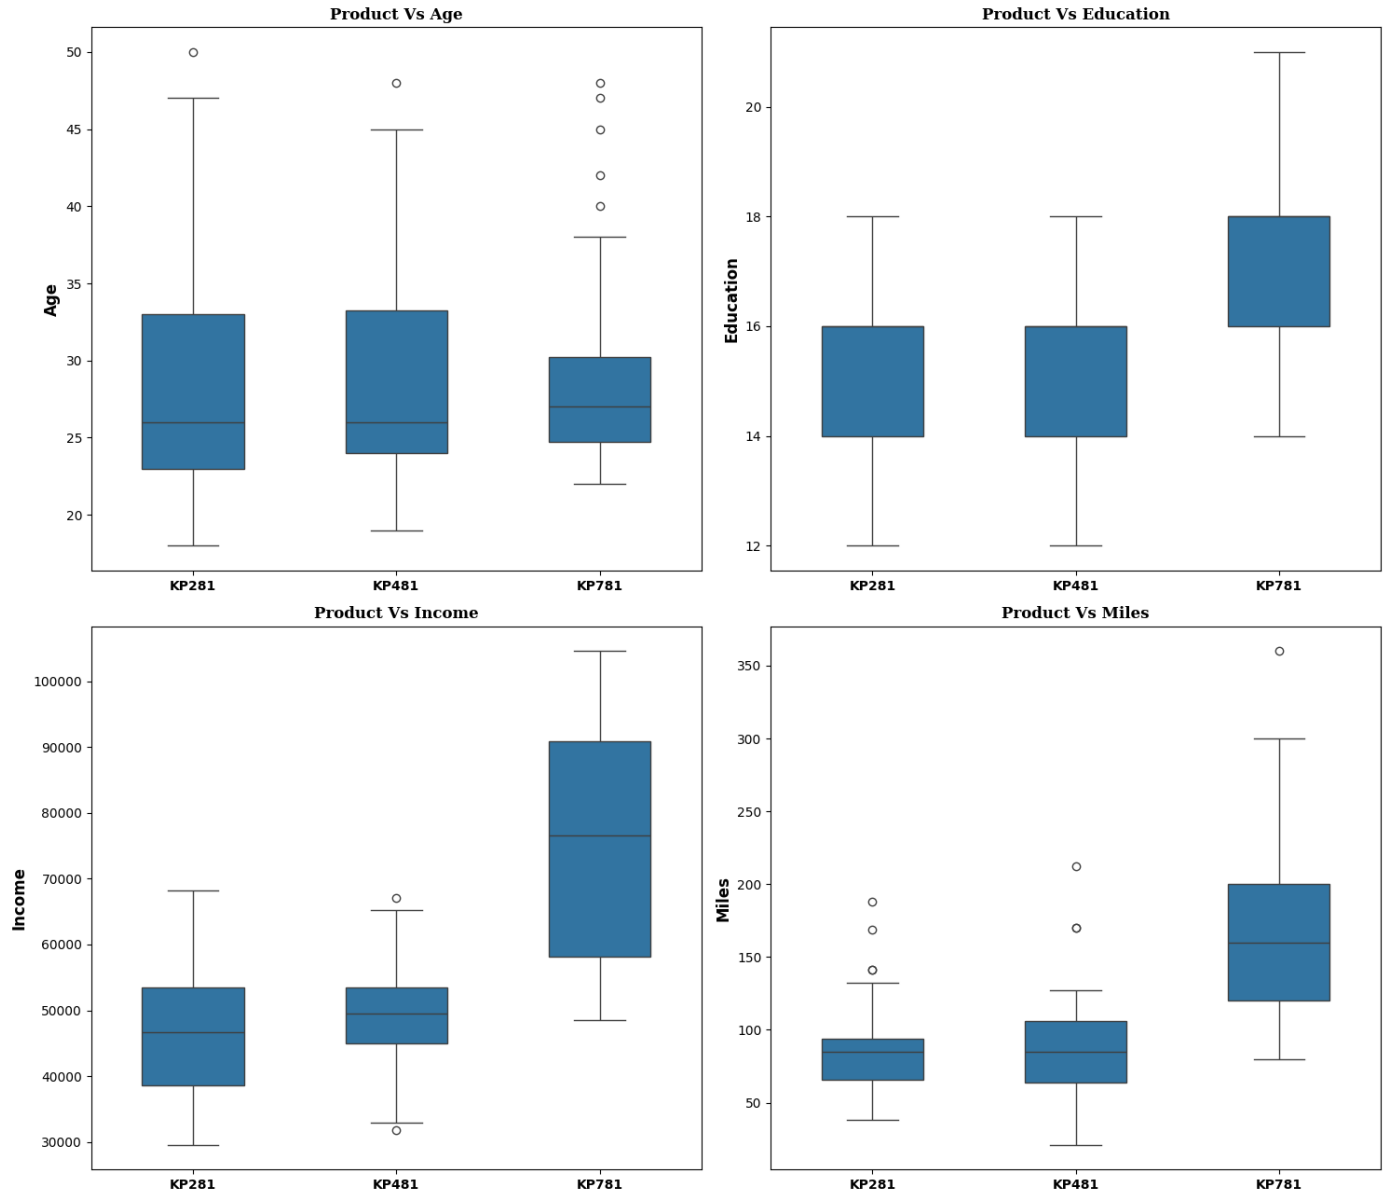 Product Vs Age
50
45
40
35
30
25
20
Age
KP281 KP481 KP781
Product Vs Education
20
18
16
14
12
Education
KP281 KP481 KP781
Product Vs Income
100000
90000
80000
70000
60000
50000
40000
30000
Income
KP281 KP481 KP781
Product Vs Miles
350
300
250
200
150
100
50
Miles
KP281 KP481 KP781